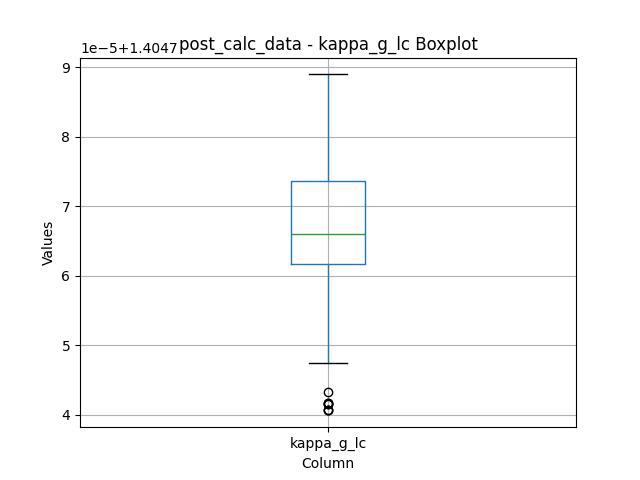 1e−5+1.4047
post_calc_data - kappa_g_lc Boxplot
9
8
7
6
5
4
Values
kappa_g_lc
Column